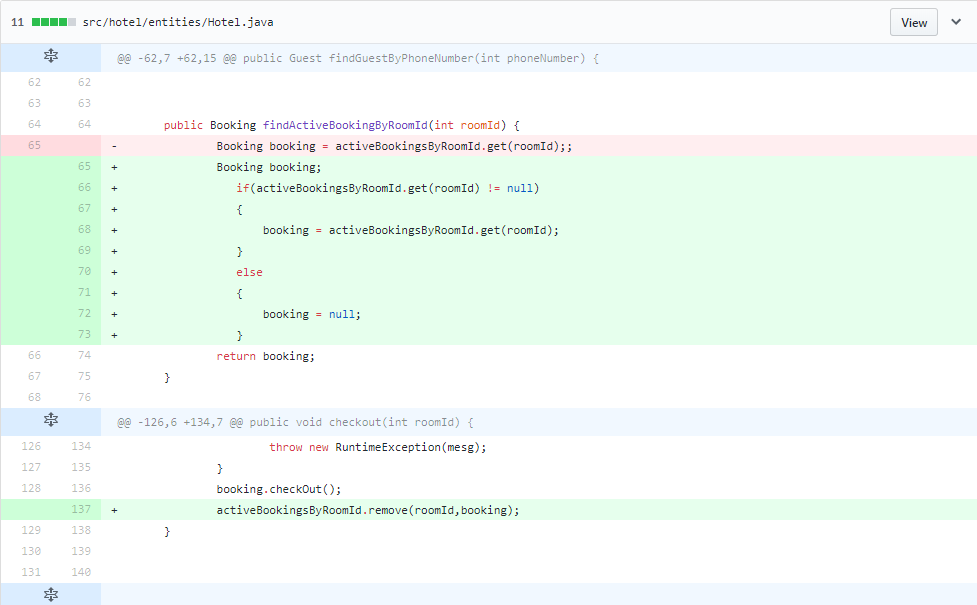 11 src/hotel/entities/Hotel.java View
@@ -62,7 +62,15 @@ public Guest findGuestByPhoneNumber(int phoneNumber) {
62 62
63 63
64 64 public Booking findActiveBookingByRoomId(int roomId) {
65 - Booking booking = activeBookingsByRoomId.get(roomId);;
65 + Booking booking;
66 + if(activeBookingsByRoomId.get(roomId) != null)
67 + {
68 + booking = activeBookingsByRoomId.get(roomId);
69 + }
70 + else
71 + {
72 + booking = null;
73 + }
66 74 return booking;
67 75 }
68 76
@@ -126,6 +134,7 @@ public void checkout(int roomId) {
126 134 throw new RuntimeException(mesg);
127 135 }
128 136 booking.checkOut();
137 + activeBookingsByRoomId.remove(roomId,booking);
129 138 }
130 139
131 140